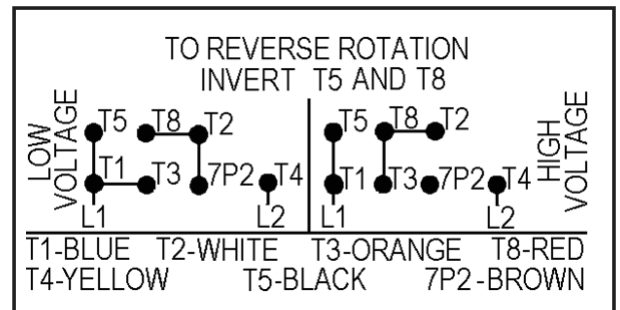 TO REVERSE ROTATION
INVERT T5 AND T8
LOW
VOLTAGE
T5 T8 T2
T1 T3 7P2 T4
L1 L2
T5 T8 T2
T1 T3 7P2 T4
L1 L2
HIGH
VOLTAGE
T1-BLUE T2-WHITE T3-ORANGE T8-RED
T4-YELLOW T5-BLACK 7P2-BROWN